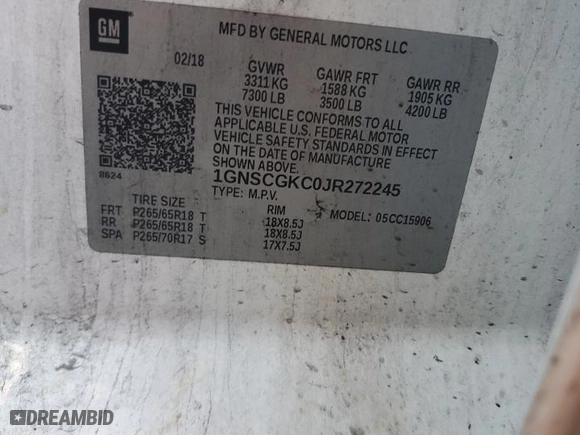 GM
MFD BY GENERAL MOTORS LLC
02/18
GVWR GAWR FRT GAWR RR
3311 KG 1588 KG 1905 KG
7300 LB 3500 LB 4200 LB
THIS VEHICLE CONFORMS TO ALL
APPLICABLE U.S. FEDERAL MOTOR
VEHICLE SAFETY STANDARDS IN EFFECT
ON THE DATE OF MANUFACTURE
SHOWN ABOVE.
8624
1GNSCGKC0JR272245
TYPE: M.P.V.
TIRE SIZE RIM MODEL: 05CC15906
FRT P265/65R18 T 18X8.5J
RR P265/65R18 T 18X8.5J
SPA P265/70R17 S 17X7.5J
DREAMBID